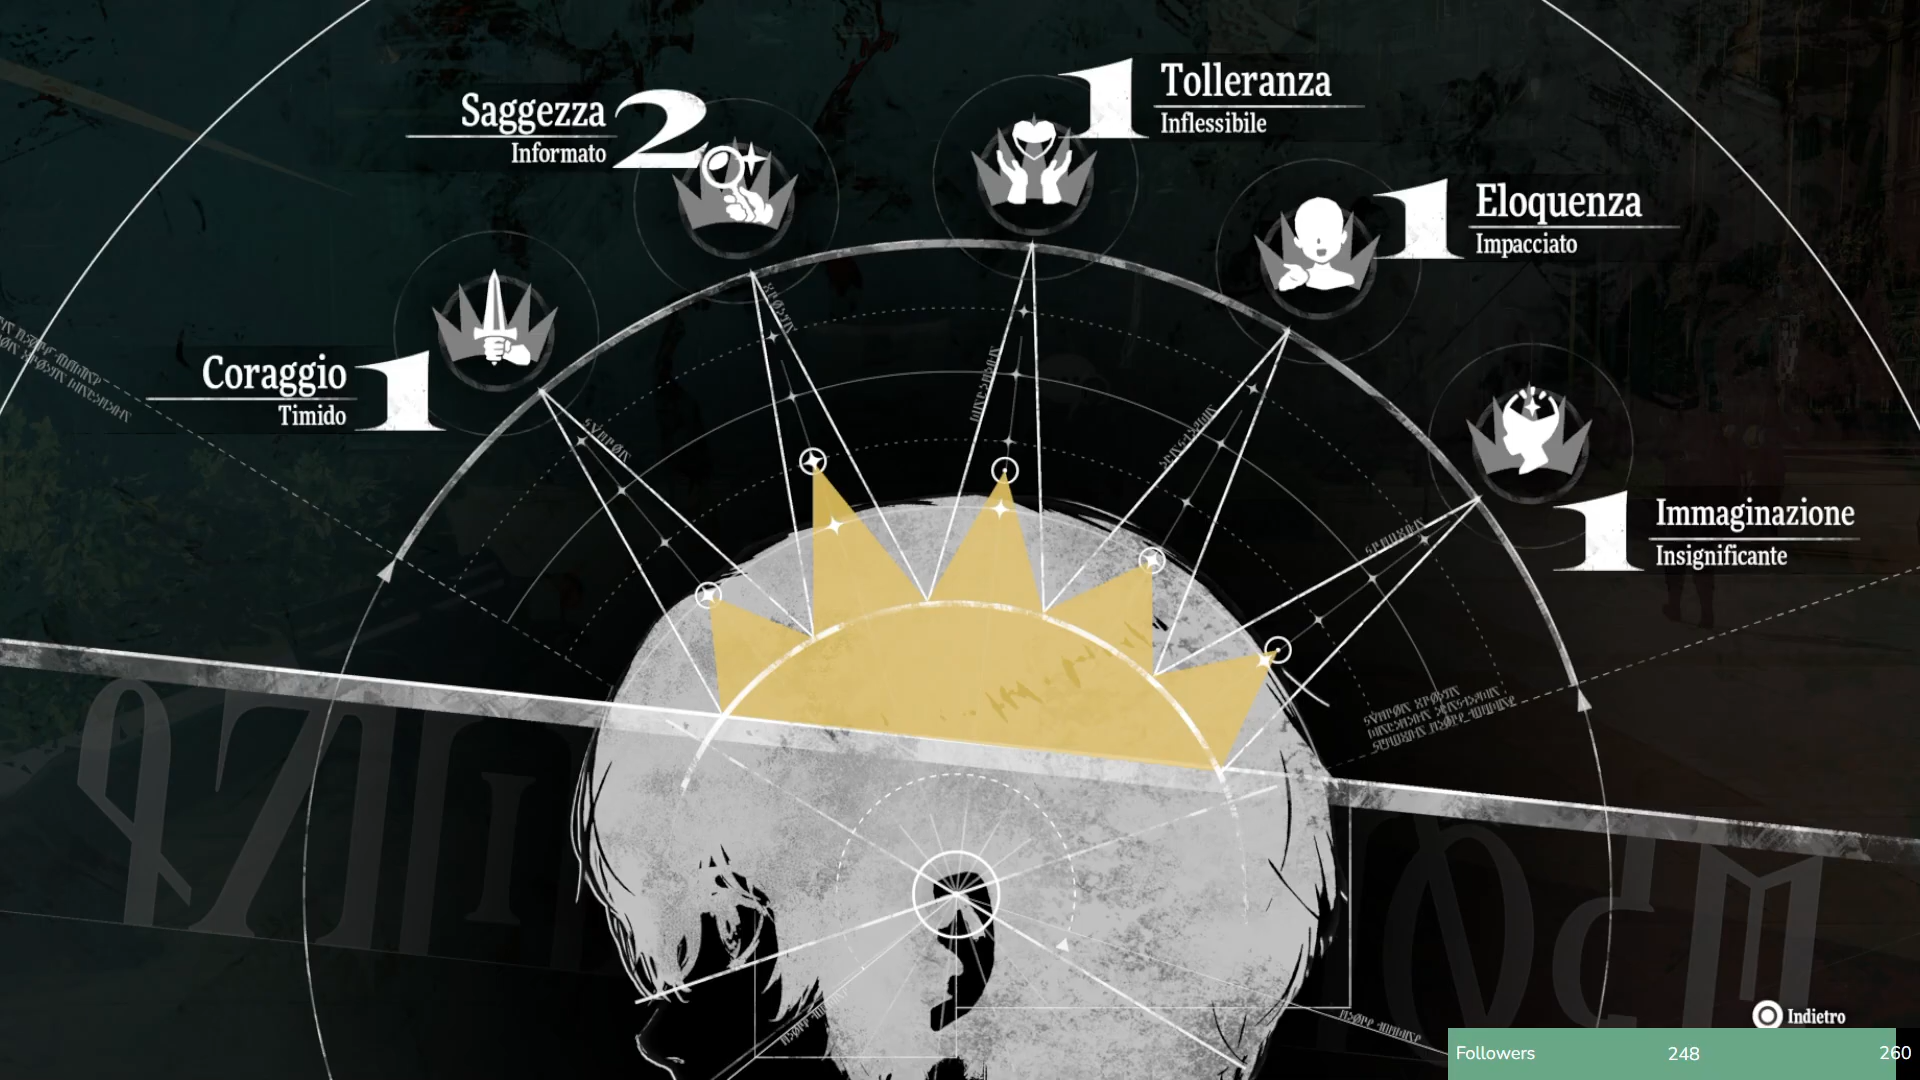 Saggezza
2
Informato
1
Tolleranza
Inflessibile
1
Eloquenza
Impacciato
Coraggio
1
Timido
1
Immaginazione
Insignificante
Indietro
Followers 248 260